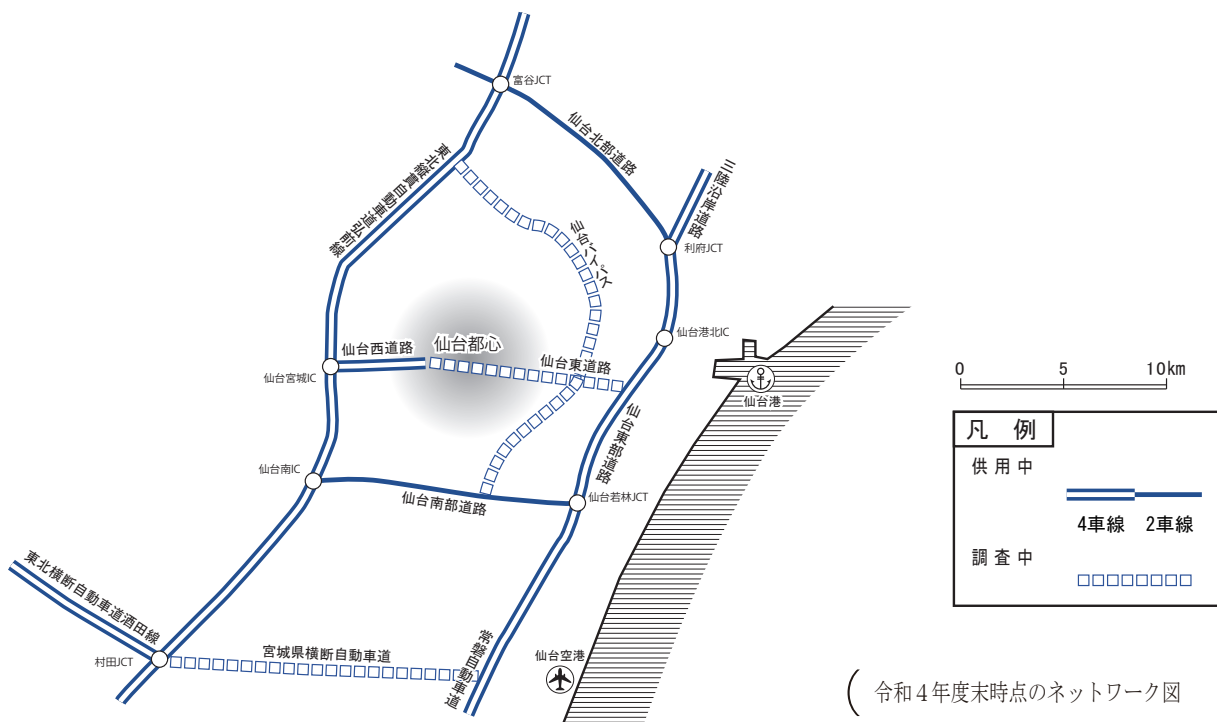 富谷JCT
仙台北部道路
東北縦貫自動車道弘前線
三陸沿岸道路
仙台ベイパス
利府JCT
仙台港北IC
仙台西道路
仙台都心
仙台東道路
仙台宮城IC
仙台港
仙台東部道路
仙台南IC
仙台南部道路
仙台若林JCT
東北横断自動車道酒田線
村田JCT
宮城県横断自動車道
常磐自動車道
仙台空港
0 5 10km
凡 例
供用中
4車線 2車線
調査中
( 令和4年度末時点のネットワーク図